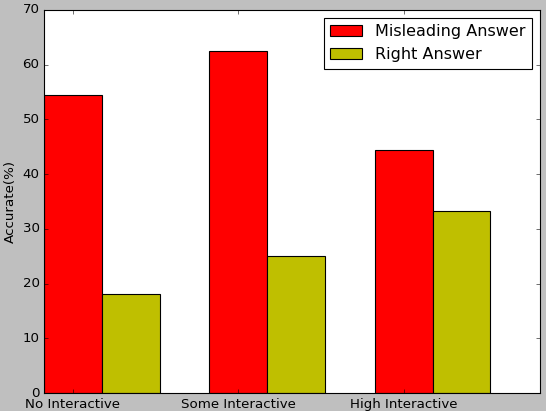 70
60
50
40
30
20
10
0
Accurate(%)
Misleading Answer
Right Answer
No Interactive
Some Interactive
High Interactive